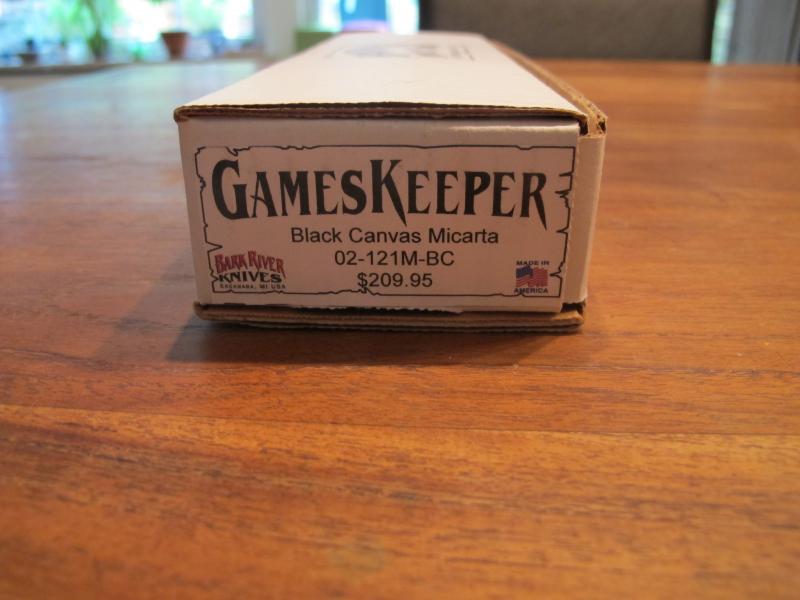 GAMESKEEPER
Black Canvas Micarta
02-121M-BC
$209.95
BARK RIVER
KNIVES
ESCANABA, MI USA
MADE IN
AMERICA